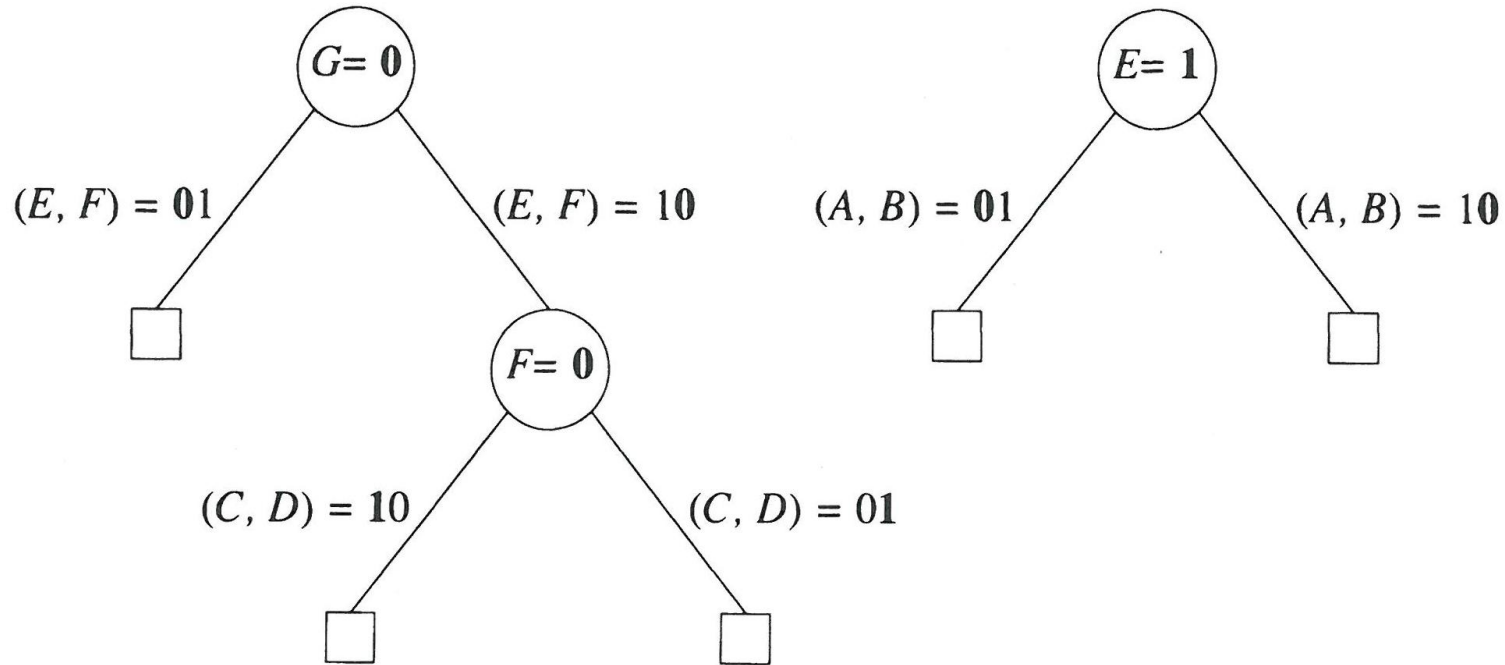 G= 0
E= 1
(E, F) = 01
(E, F) = 10
(A, B) = 01
(A, B) = 10
F= 0
(C, D) = 10
(C, D) = 01